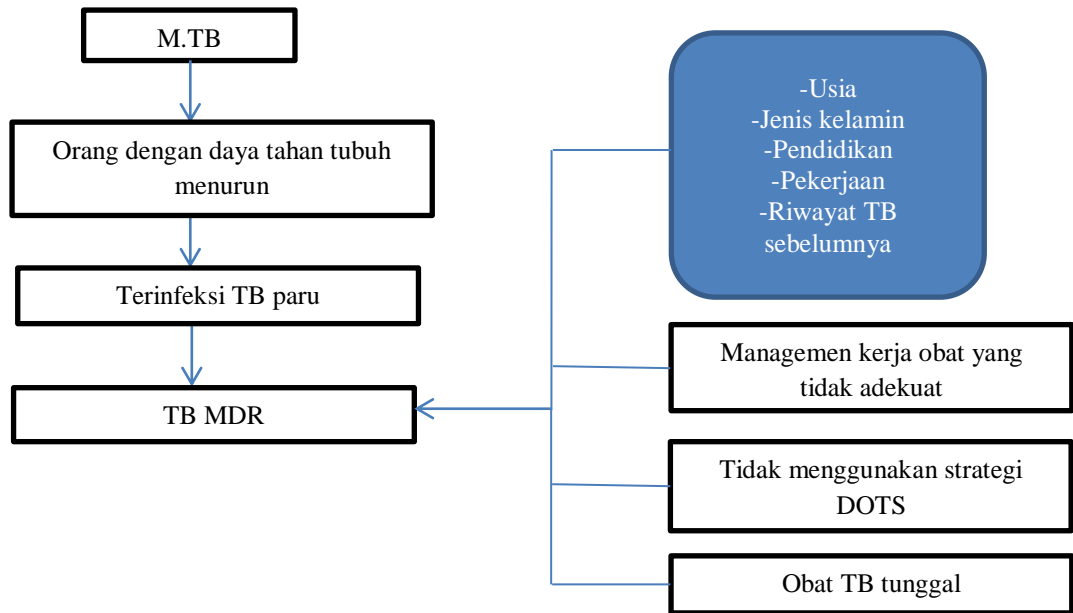 M.TB
Orang dengan daya tahan tubuh
menurun
Terinfeksi TB paru
TB MDR
-Usia
-Jenis kelamin
-Pendidikan
-Pekerjaan
-Riwayat TB
sebelumnya
Managemen kerja obat yang
tidak adekuat
Tidak menggunakan strategi
DOTS
Obat TB tunggal